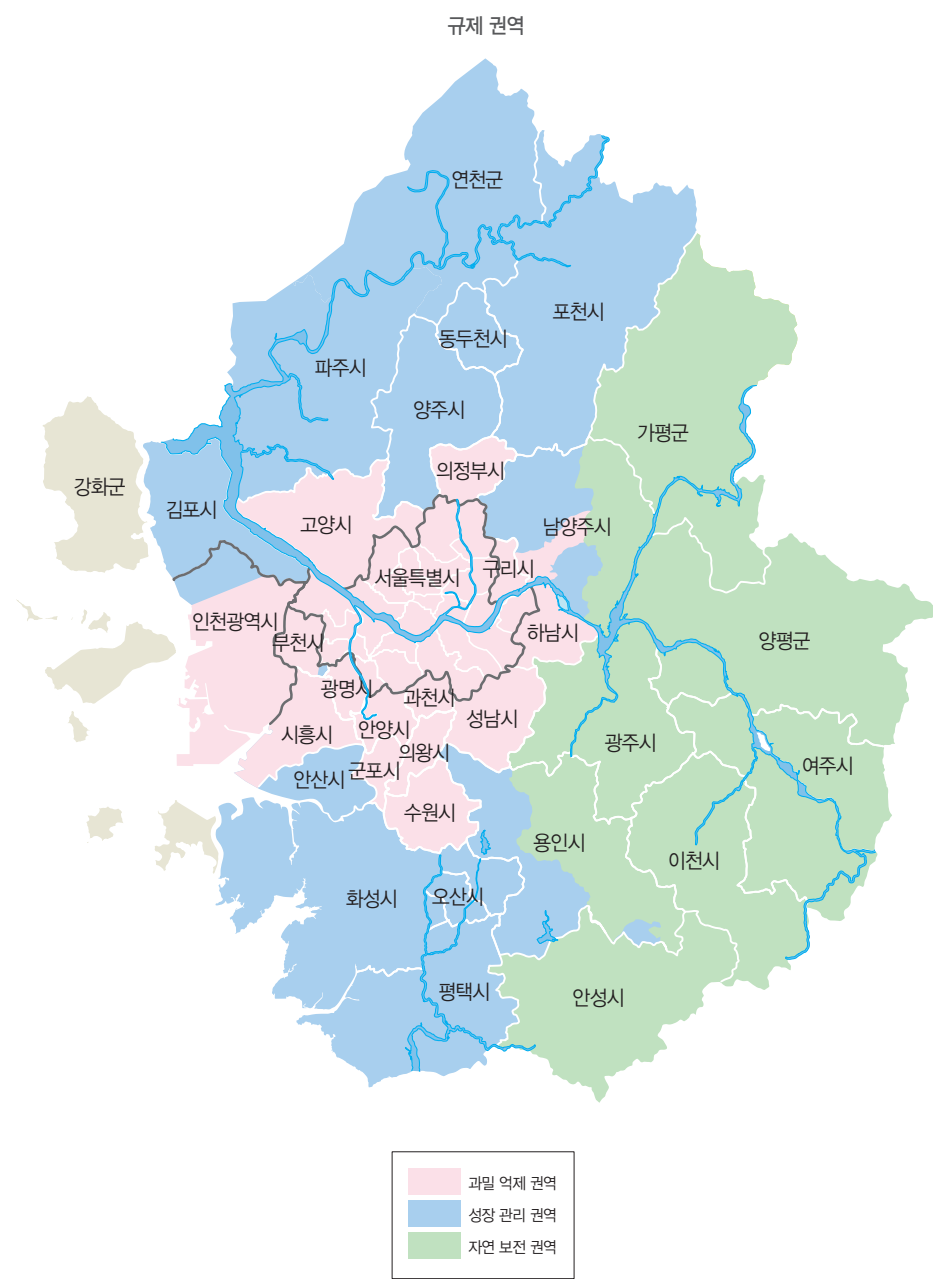 규제 권역
연천군
포천시
동두천시
파주시
양주시
가평군
의정부시
강화군
김포시
고양시
남양주시
서울특별시
구리시
인천광역시
부천시
하남시
양평군
광명시
과천시
성남시
시흥시
안양시
의왕시
광주시
여주시
안산시
군포시
수원시
용인시
이천시
화성시
오산시
평택시
안성시
과밀 억제 권역
성장 관리 권역
자연 보전 권역